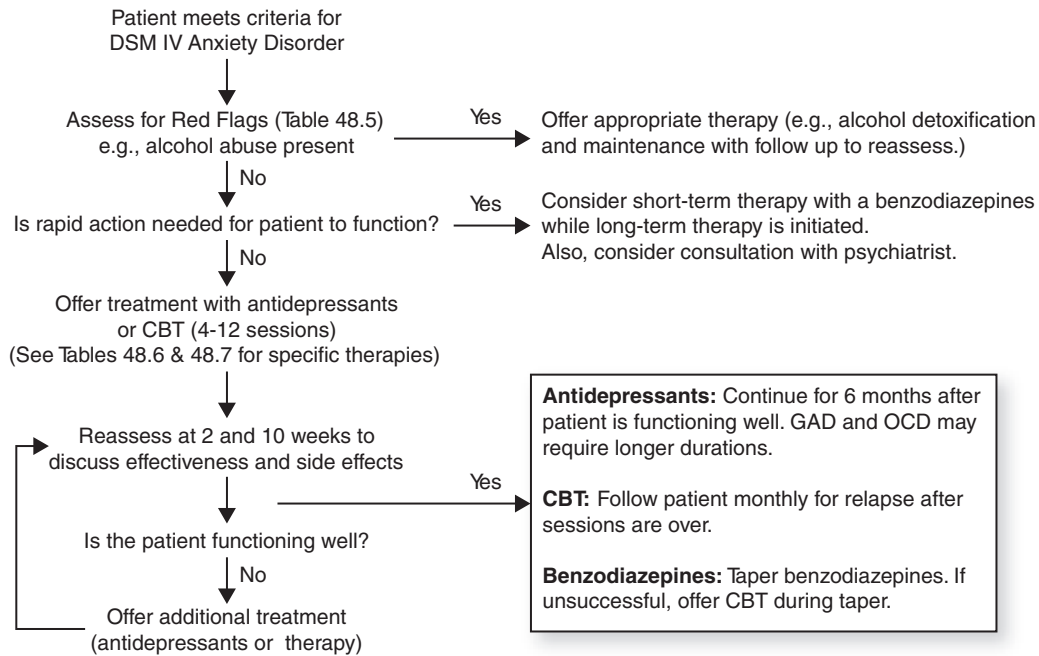 Patient meets criteria for
DSM IV Anxiety Disorder
Assess for Red Flags (Table 48.5)
e.g., alcohol abuse present
Yes
Offer appropriate therapy (e.g., alcohol detoxification
and maintenance with follow up to reassess.)
No
Is rapid action needed for patient to function?
Yes
Consider short-term therapy with a benzodiazepines
while long-term therapy is initiated.
Also, consider consultation with psychiatrist.
No
Offer treatment with antidepressants
or CBT (4-12 sessions)
(See Tables 48.6 & 48.7 for specific therapies)
Reassess at 2 and 10 weeks to
discuss effectiveness and side effects
Yes
Is the patient functioning well?
No
Offer additional treatment
(antidepressants or therapy)
Antidepressants: Continue for 6 months after
patient is functioning well. GAD and OCD may
require longer durations.
CBT: Follow patient monthly for relapse after
sessions are over.
Benzodiazepines: Taper benzodiazepines. If
unsuccessful, offer CBT during taper.